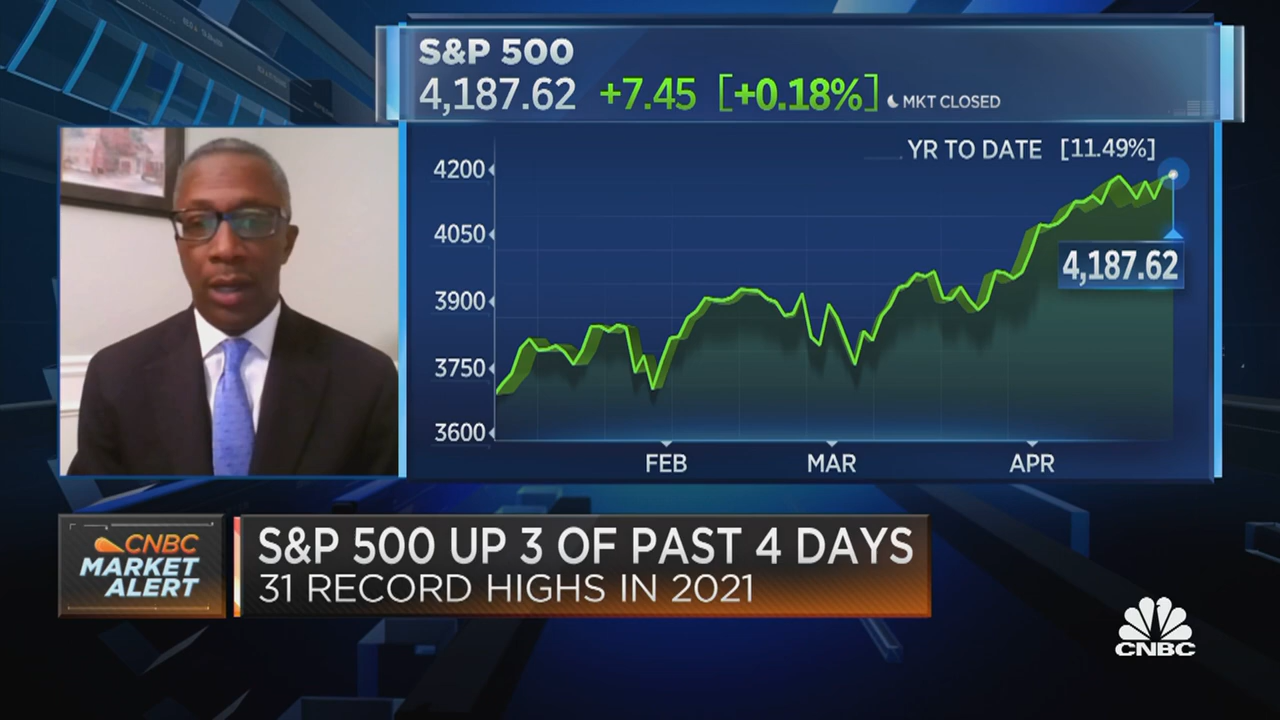 S&P 500
4,187.62 +7.45 [+0.18%] MKT CLOSED
YR TO DATE [11.49%]
4200
4050
3900
3750
3600
4,187.62
FEB MAR APR
CNBC
MARKET
ALERT
S&P 500 UP 3 OF PAST 4 DAYS
31 RECORD HIGHS IN 2021
CNBC